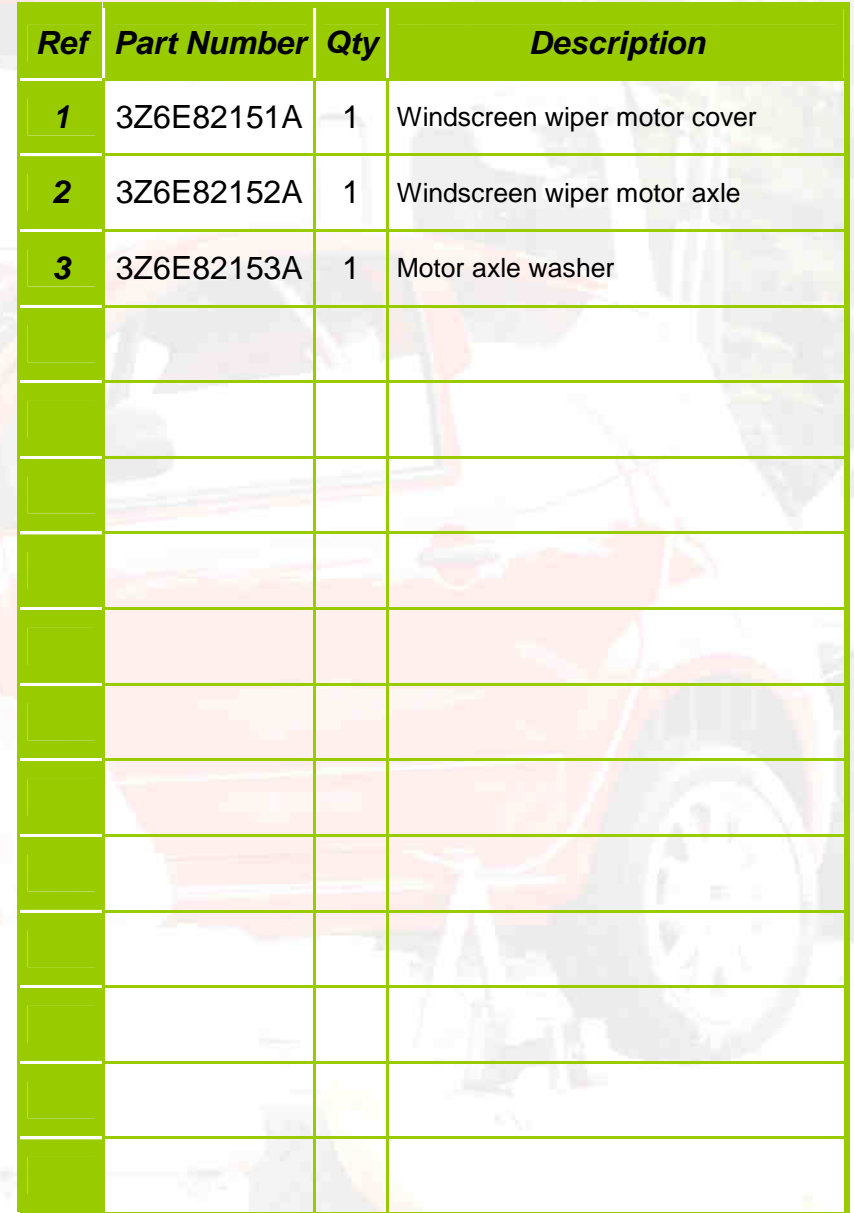 Ref Part Number Qty Description
1 3Z6E82151A 1 Windscreen wiper motor cover
2 3Z6E82152A 1 Windscreen wiper motor axle
3 3Z6E82153A 1 Motor axle washer